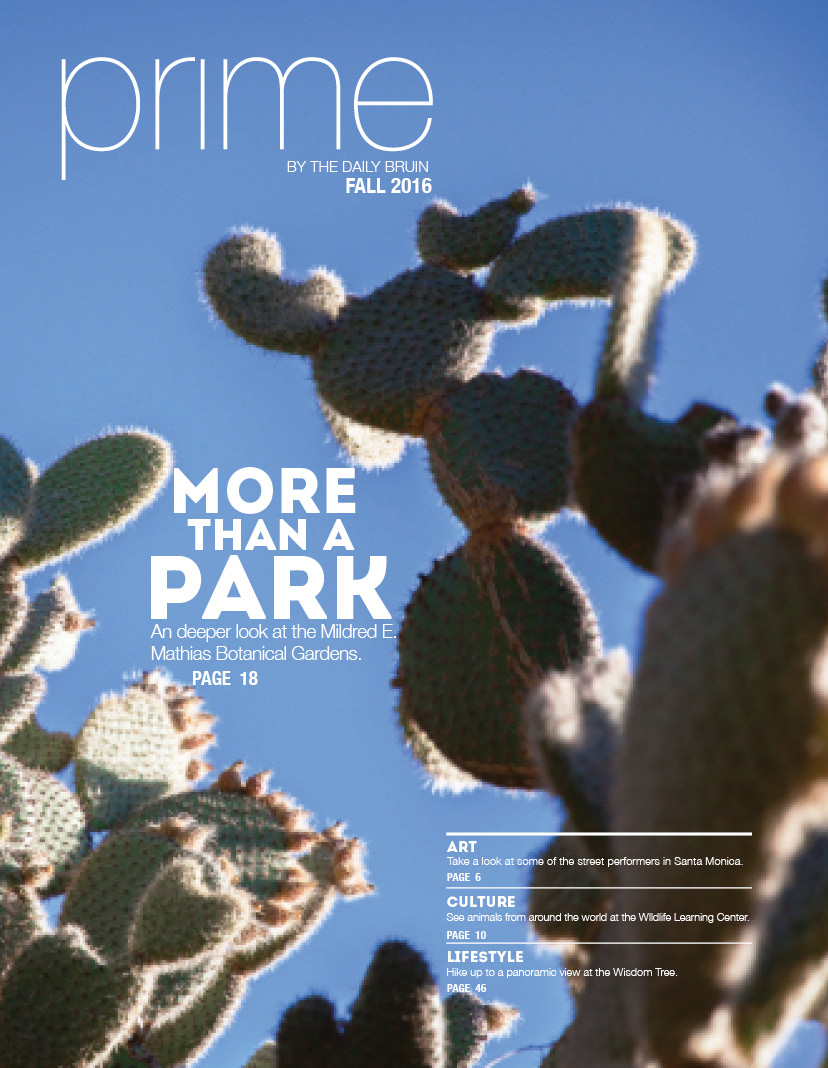 prime
BY THE DAILY BRUIN
FALL 2016
MORE
THAN A
PARK
An deeper look at the Mildred E.
Mathias Botanical Gardens.
PAGE 18
ART
Take a look at some of the street performers in Santa Monica.
PAGE 6
CULTURE
See animals from around the world at the WIldlife Learning Center.
PAGE 10
LIFESTYLE
Hike up to a panoramic view at the Wisdom Tree.
PAGE 46